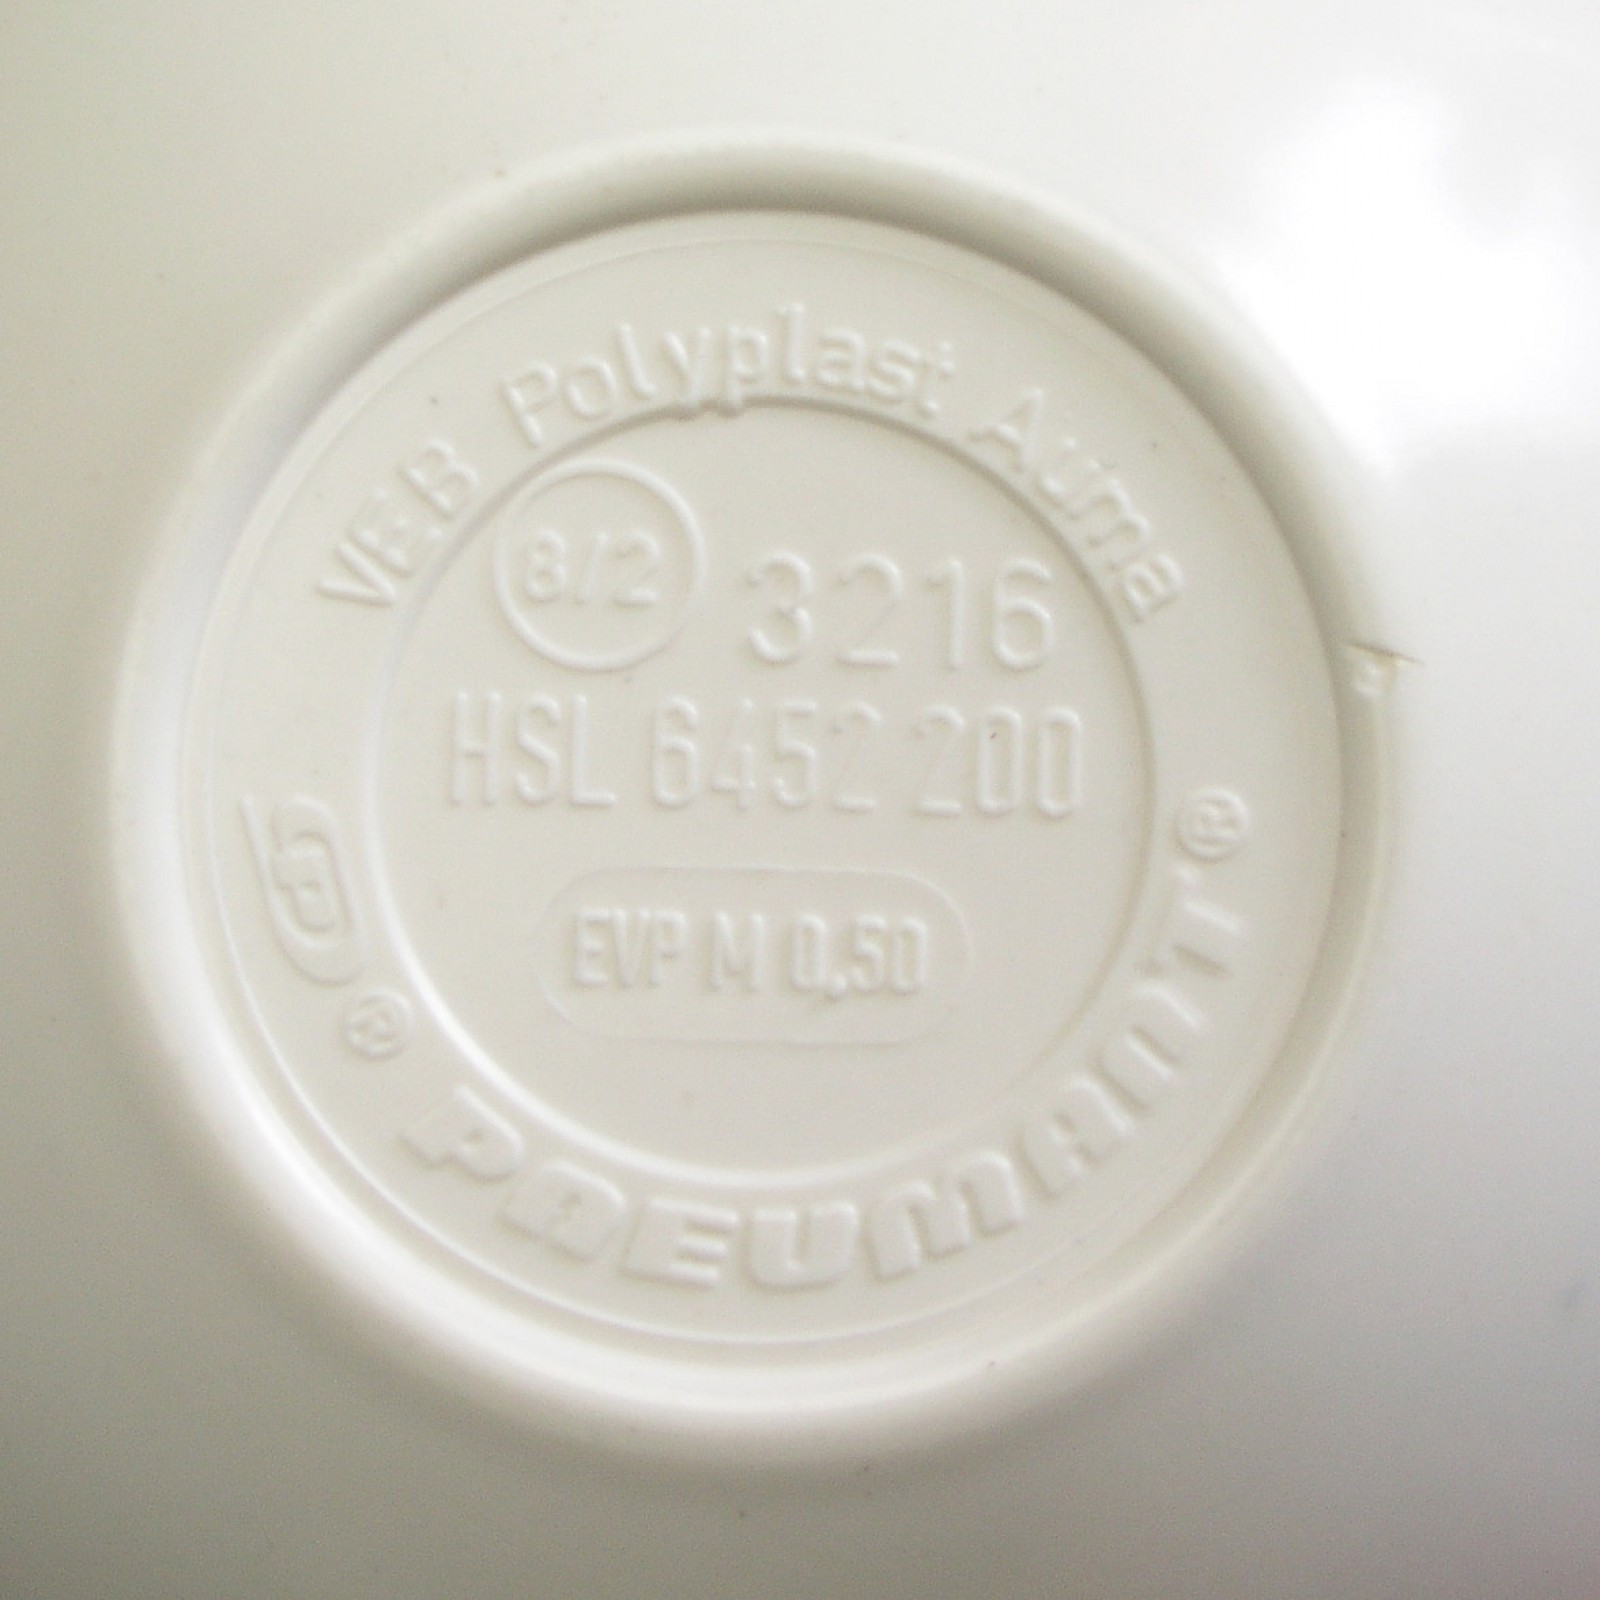 VEB Polyplast Auma
8/2 3216
HSL 6452 200
EVP M 0,50
® PNEUMANT®